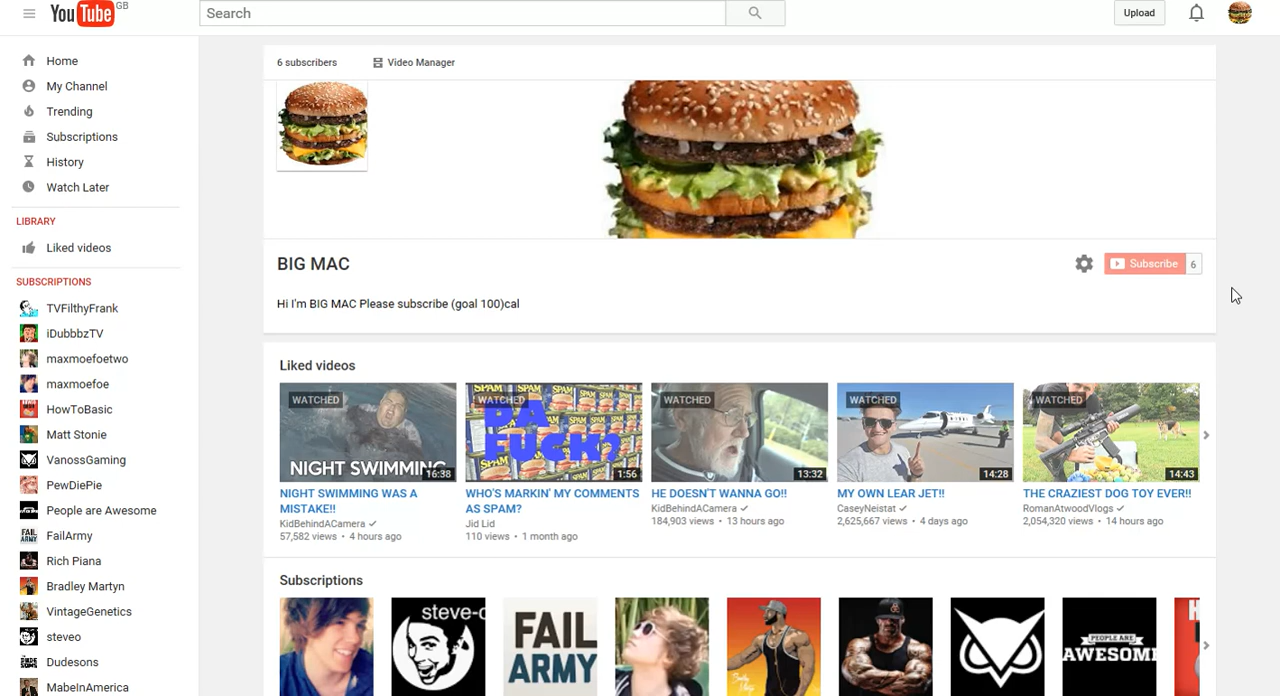 YouTube GB
Search
Upload
Home
My Channel
Trending
Subscriptions
History
Watch Later
LIBRARY
Liked videos
SUBSCRIPTIONS
TVFilthyFrank
iDubbbzTV
maxmoefoetwo
maxmoefoe
HowToBasic
Matt Stonie
VanossGaming
PewDiePie
People are Awesome
FailArmy
Rich Piana
Bradley Martyn
VintageGenetics
steveo
Dudesons
MabeInAmerica
6 subscribers Video Manager
BIG MAC
Subscribe 6
Hi I'm BIG MAC Please subscribe (goal 100)cal
Liked videos
WATCHED
NIGHT SWIMMING
16:38
NIGHT SWIMMING WAS A
MISTAKE!!
KidBehindACamera
57,582 views • 4 hours ago
WATCHED
DA
FUCK?
1:56
WHO'S MARKIN' MY COMMENTS
AS SPAM?
Jid Lid
110 views • 1 month ago
WATCHED
13:32
HE DOESN'T WANNA GO!!
KidBehindACamera
184,903 views • 13 hours ago
WATCHED
14:28
MY OWN LEAR JET!!
CaseyNeistat
2,625,667 views • 4 days ago
WATCHED
14:43
THE CRAZIEST DOG TOY EVER!!
RomanAtwoodVlogs
2,054,320 views • 14 hours ago
Subscriptions
steve-o
FAIL
ARMY
PEOPLE ARE
AWESOME